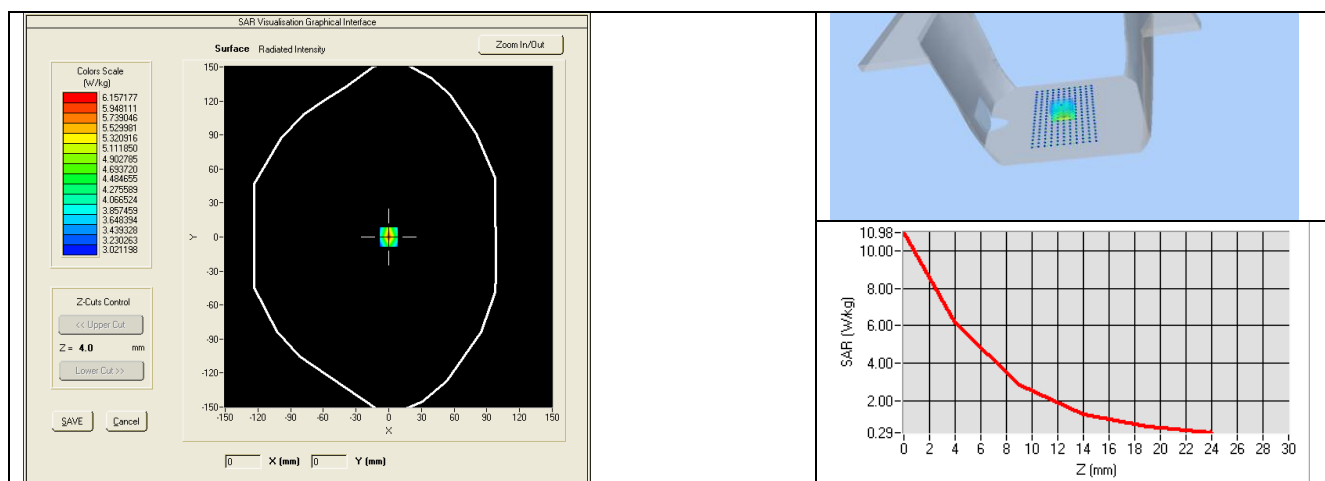 SAR Visualisation Graphical Interface
Surface Radiated Intensity
Zoom In/Out
Colors Scale
(W/kg)
6.157177
5.948111
5.739046
5.529981
5.320916
5.111850
4.902785
4.693720
4.484655
4.275589
4.066524
3.857459
3.648394
3.439328
3.230263
3.021198
Z-Cuts Control
<< Upper Cut
Z = 4.0 mm
Lower Cut >>
SAVE Cancel
150-
120-
90-
60-
30-
Y 0-
-30-
-60-
-90-
-120-
-150-
-150 -120 -90 -60 -30 0 30 60 90 120 150
X
0 X (mm) 0 Y (mm)
10.98-
10.00-
8.00-
6.00-
4.00-
2.00-
0.29-
SAR (W/kg)
0 2 4 6 8 10 12 14 16 18 20 22 24 26 28 30
Z (mm)